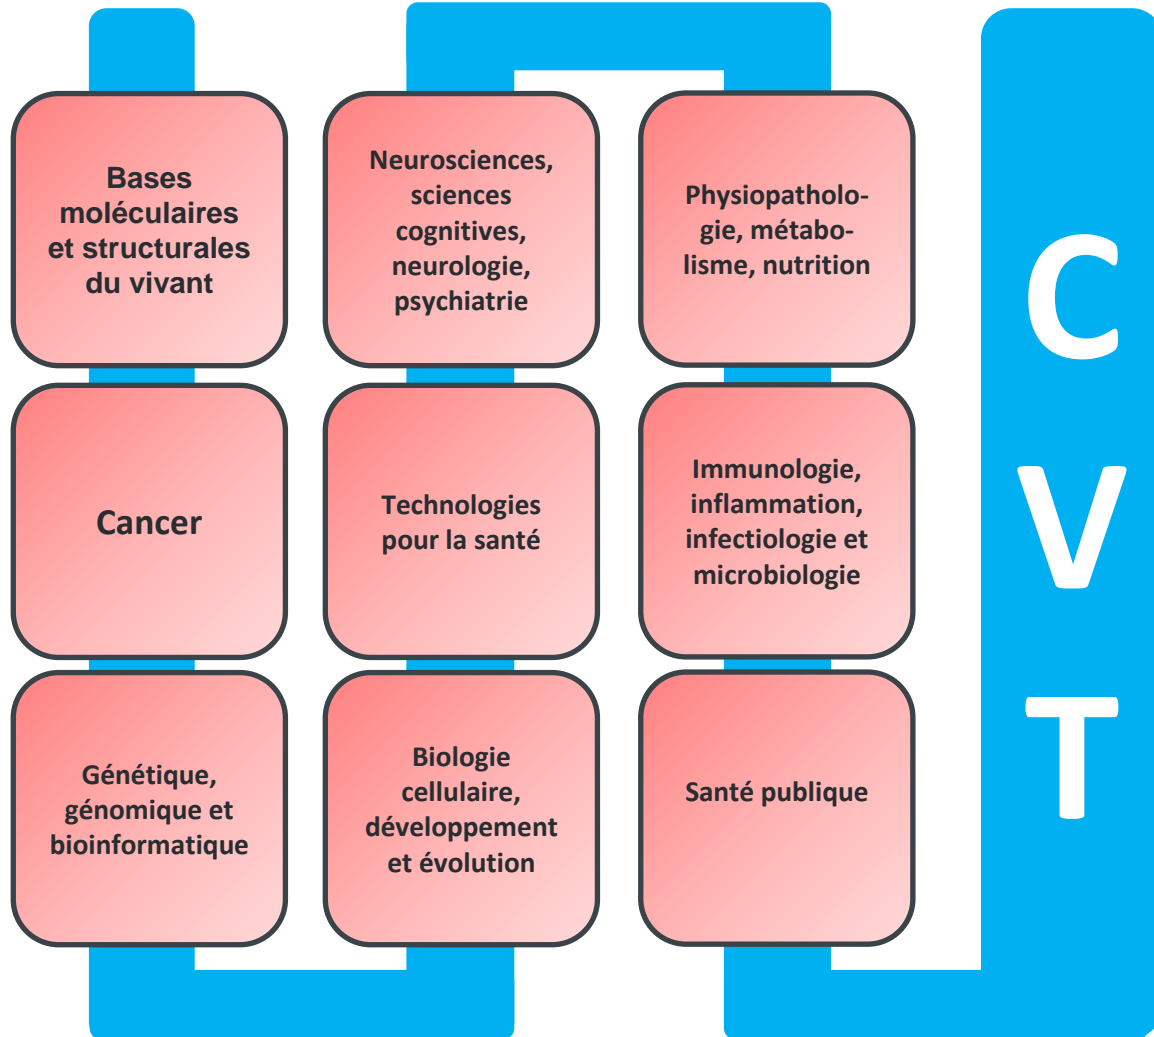 Bases
moléculaires
et structurales
du vivant
Neurosciences,
sciences
cognitives,
neurologie,
psychiatrie
Physiopatholo-
gie, métabo-
lisme, nutrition
Cancer
Technologies
pour la santé
Immunologie,
inflammation,
infectiologie et
microbiologie
Génétique,
génomique et
bioinformatique
Biologie
cellulaire,
développement
et évolution
Santé publique
C
V
T